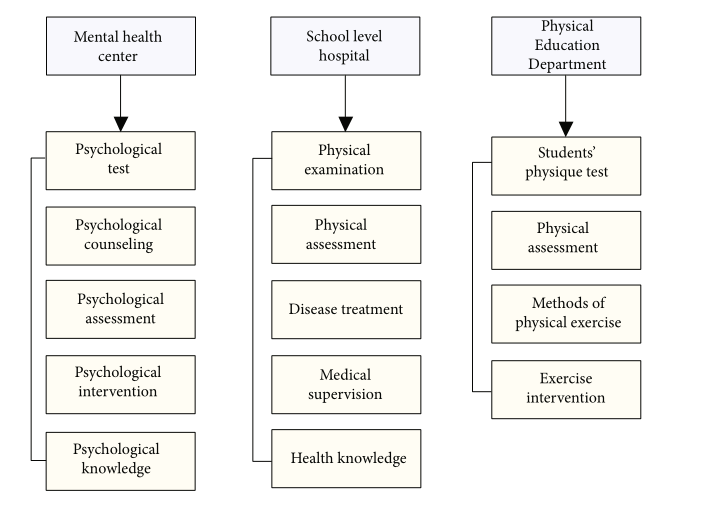 Mental health
center
Psychological
test
Psychological
counseling
Psychological
assessment
Psychological
intervention
Psychological
knowledge
School level
hospital
Physical
examination
Physical
assessment
Disease treatment
Medical
supervision
Health knowledge
Physical
Education
Department
Students’
physique test
Physical
assessment
Methods of
physical exercise
Exercise
intervention